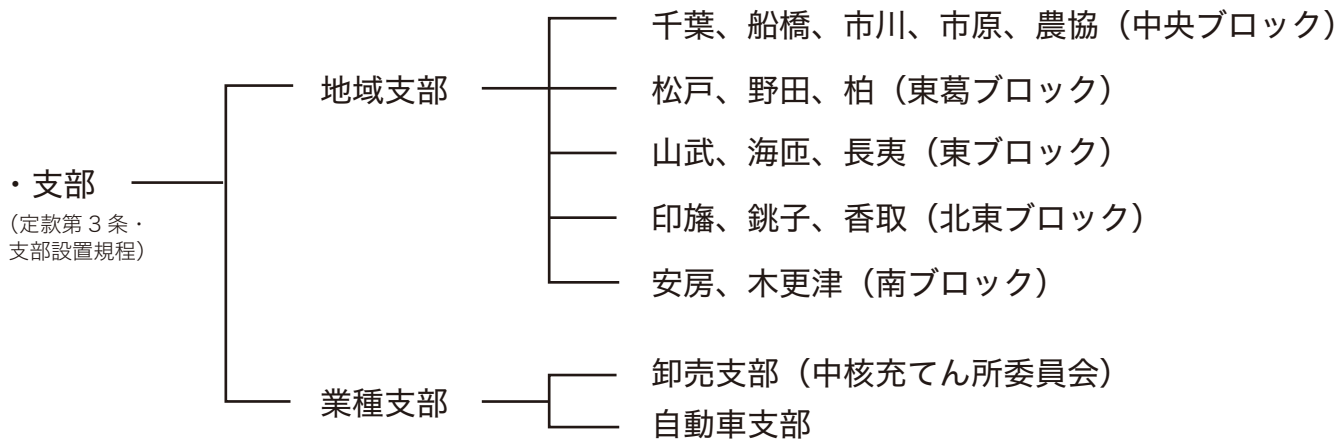 ・支部
（定款第3条・
支部設置規程）
地域支部
千葉、船橋、市川、市原、農協（中央ブロック）
松戸、野田、柏（東葛ブロック）
山武、海匝、長夷（東ブロック）
印旛、銚子、香取（北東ブロック）
安房、木更津（南ブロック）
業種支部
卸売支部（中核充てん所委員会）
自動車支部